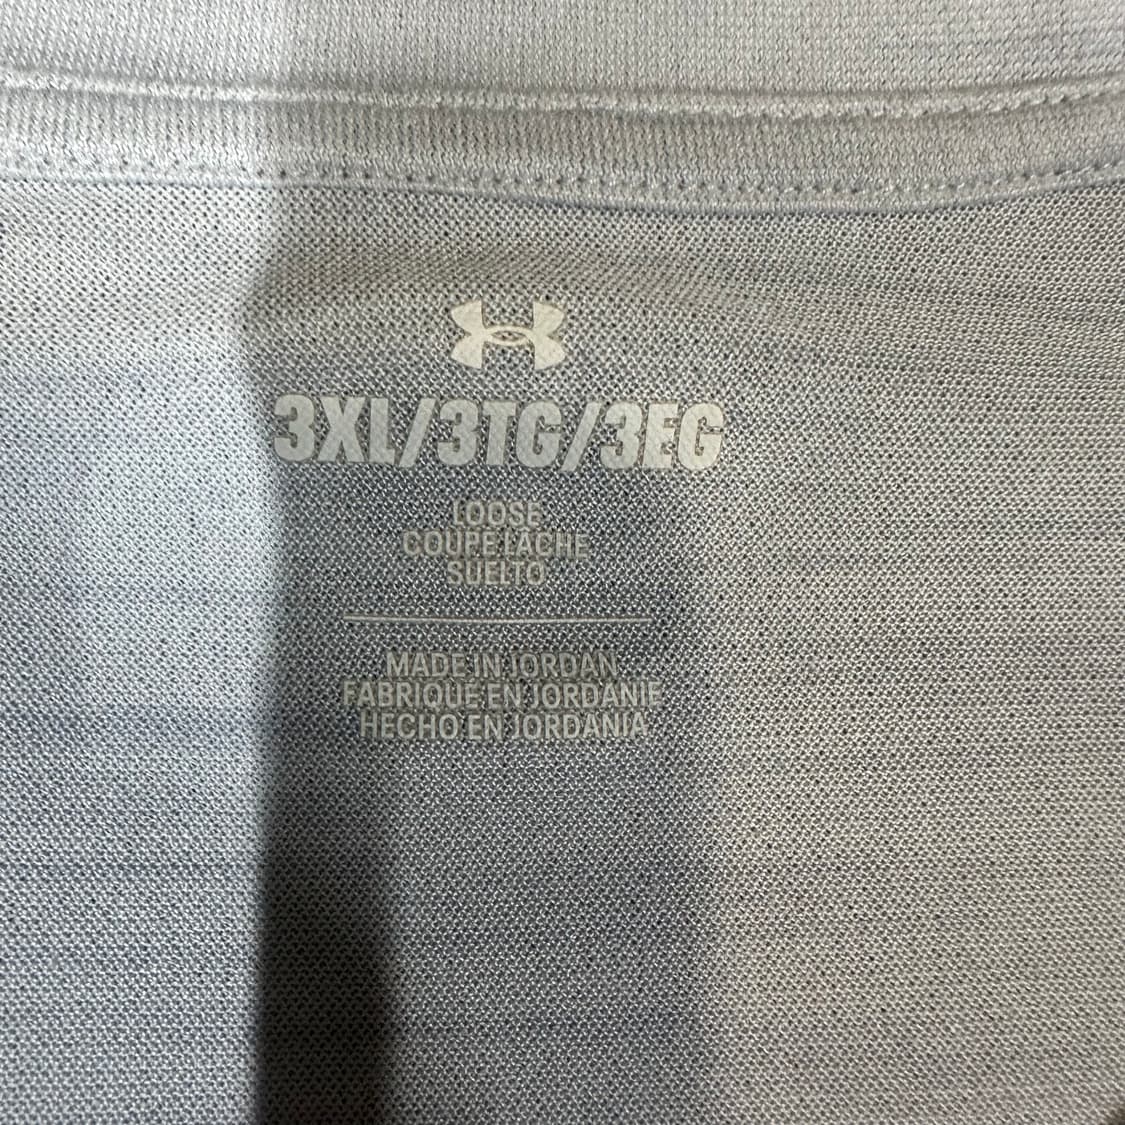 3XL/3TG/3EG
LOOSE
COUPE LÂCHE
SUELTO
MADE IN JORDAN
FABRIQUÉ EN JORDANIE
HECHO EN JORDANIA